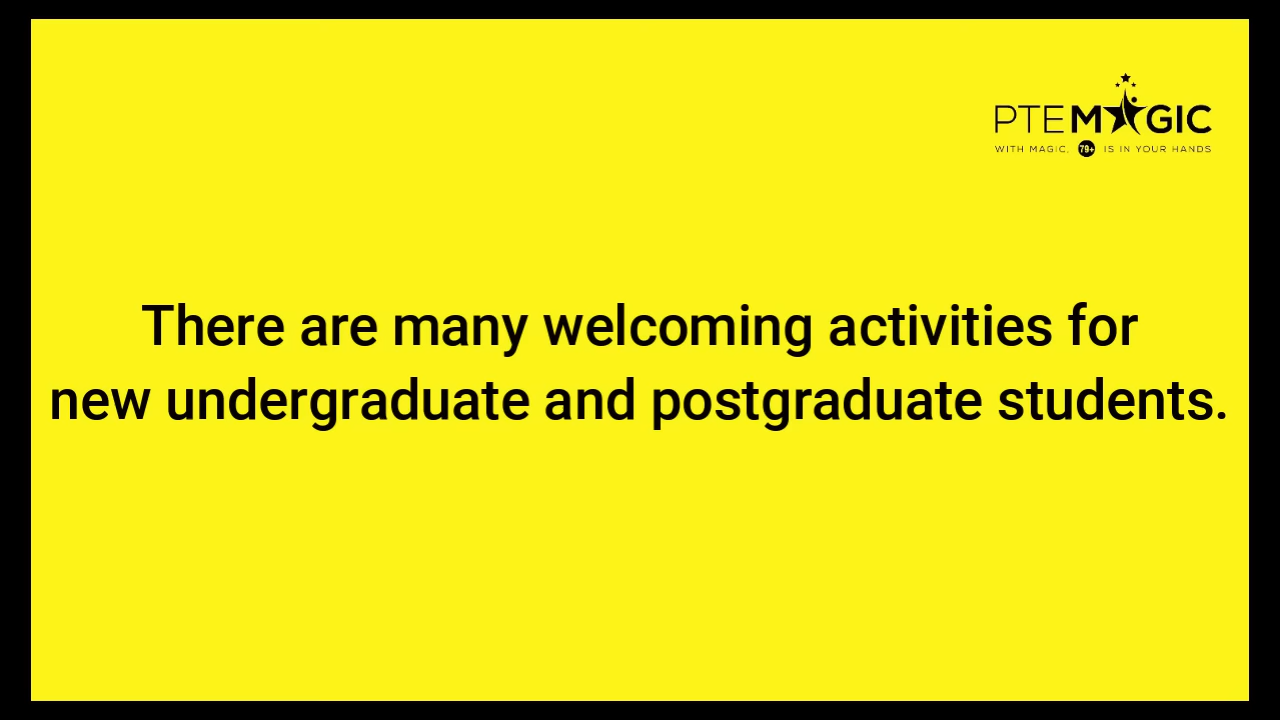 PTEMAGIC
WITH MAGIC, 79+ IS IN YOUR HANDS
There are many welcoming activities for
new undergraduate and postgraduate students.